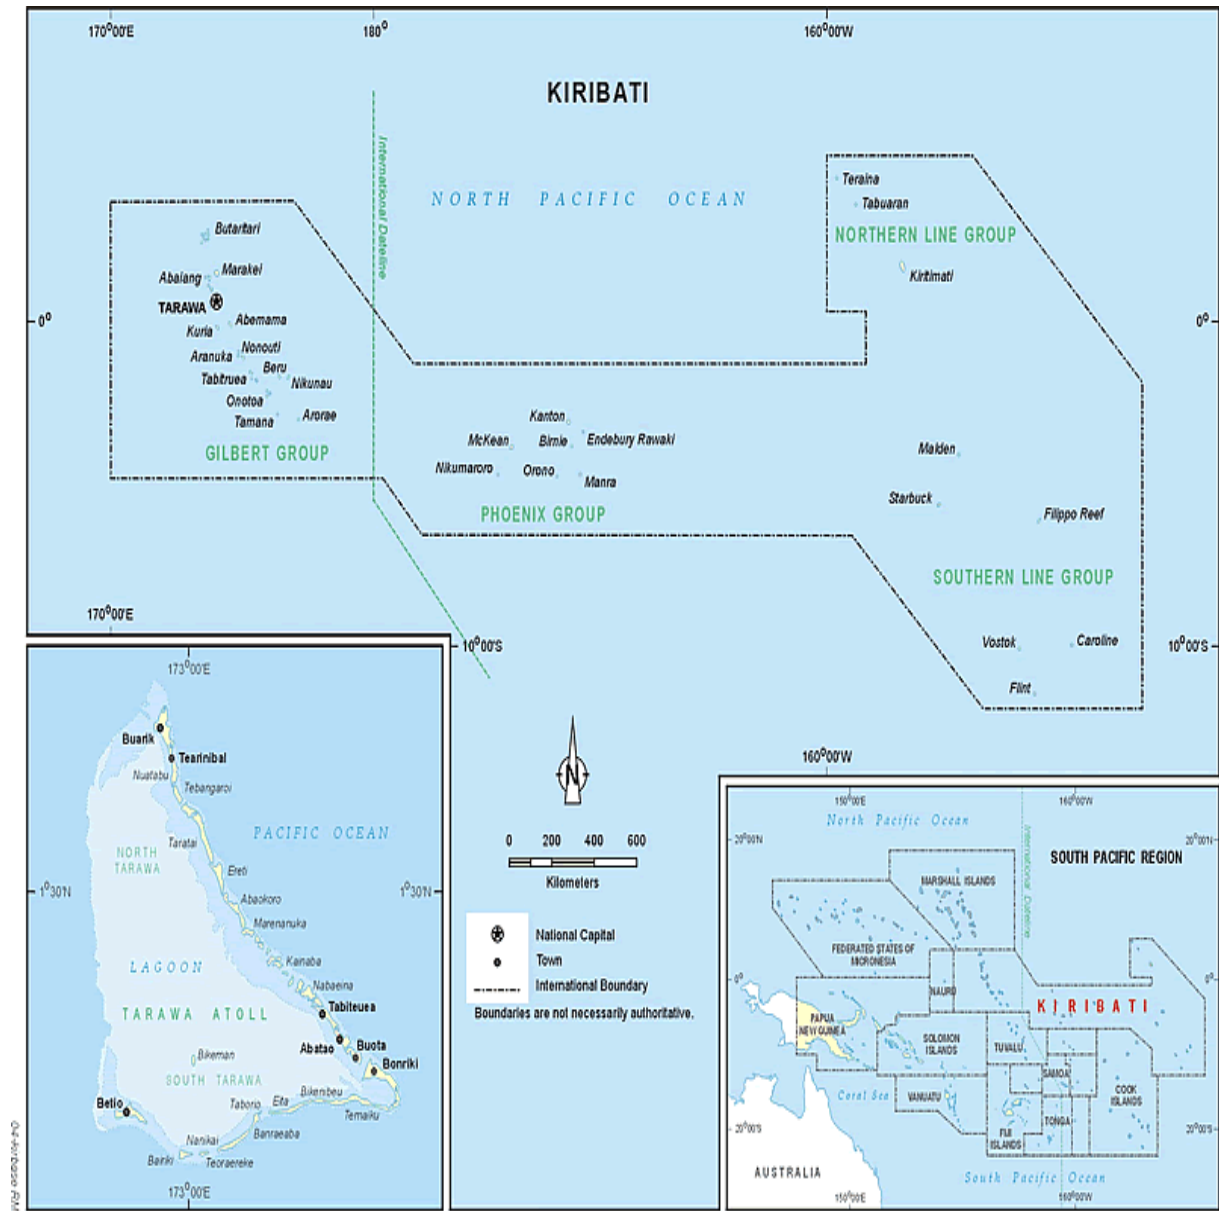 170°00'E
180°
160°00'W
KIRIBATI
International Dateline
NORTH PACIFIC OCEAN
Teraina
Tabuaran
NORTHERN LINE GROUP
Kiritimati
Butaritari
Marakei
Abaiang
TARAWA
Abemama
Kuria
Nonouti
Aranuka
Beru
Tabitruea
Nikunau
Onotoa
Tamana
Arorae
GILBERT GROUP
0°
0°
Kanton
McKean
Birnie
Endebury Rawaki
Nikumaroro
Orono
Manra
PHOENIX GROUP
Malden
Starbuck
Filippo Reef
SOUTHERN LINE GROUP
Vostok
Caroline
Flint
170°00'E
10°00'S
10°00'S
160°00'W
N
0 200 400 600
Kilometers
National Capital
Town
International Boundary
Boundaries are not necessarily authoritative.
173°00'E
Buarik
Tearinibai
Nuatabu
Tebangaroi
PACIFIC OCEAN
Taratai
NORTH
TARAWA
Ereti
1°30'N
1°30'N
Abaokoro
Marenanuka
LAGOON
Kainaba
Nabaeina
TARAWA ATOLL
Tabiteuea
Abatao
Buota
Bonriki
Bikeman
SOUTH TARAWA
Bikenibeu
Betio
Taborio
Eita
Temaiku
Banraeaba
Nanikai
Bairiki
Teoraereke
173°00'E
150°00'E
160°00'W
North Pacific Ocean
20°00'N
20°00'N
International Dateline
SOUTH PACIFIC REGION
MARSHALL ISLANDS
FEDERATED STATES OF
MICRONESIA
0°
0°
NAURU
KIRIBATI
PAPUA
NEW GUINEA
SOLOMON
ISLANDS
TUVALU
SAMOA
COOK
ISLANDS
Coral Sea
VANUATU
FIJI
ISLANDS
TONGA
20°00'S
20°00'S
AUSTRALIA
South Pacific Ocean
150°00'E
160°00'W